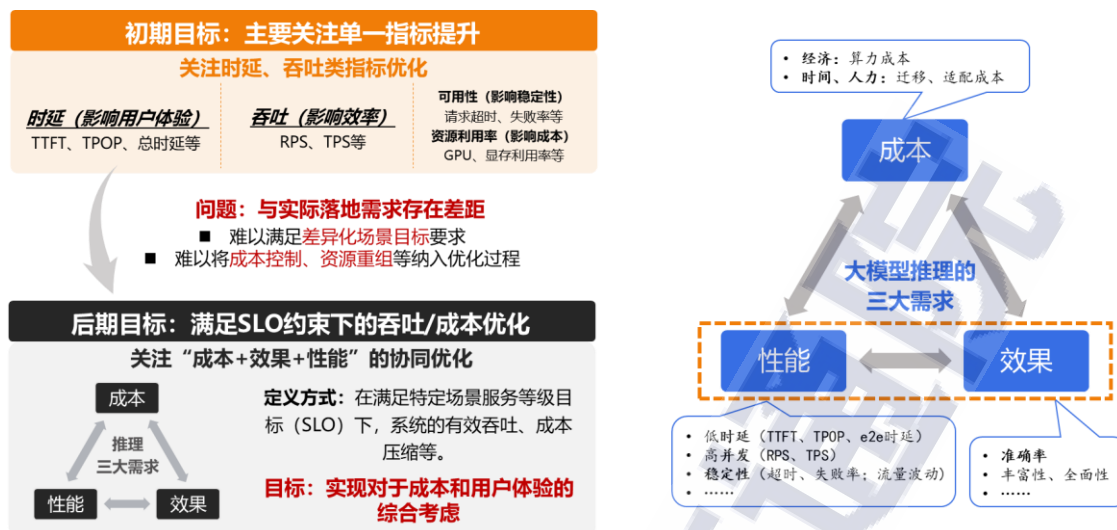 初期目标：主要关注单一指标提升
关注时延、吞吐类指标优化
时延（影响用户体验）
TTFT、TPOP、总时延等
吞吐（影响效率）
RPS、TPS等
可用性（影响稳定性）
请求超时、失败率等
资源利用率（影响成本）
GPU、显存利用率等
问题：与实际落地需求存在差距
■ 难以满足差异化场景目标要求
■ 难以将成本控制、资源重组等纳入优化过程
后期目标：满足SLO约束下的吞吐/成本优化
关注“成本+效果+性能”的协同优化
成本
推理
三大需求
性能
效果
定义方式：在满足特定场景服务等级目
标（SLO）下，系统的有效吞吐、成本
压缩等。
目标：实现对于成本和用户体验的
综合考虑
• 经济：算力成本
• 时间、人力：迁移、适配成本
成本
大模型推理的
三大需求
性能
效果
• 低时延（TTFT、TPOP、e2e时延）
• 高并发（RPS、TPS）
• 稳定性（超时、失败率；流量波动）
• ……
• 准确率
• 丰富性、全面性
• ……